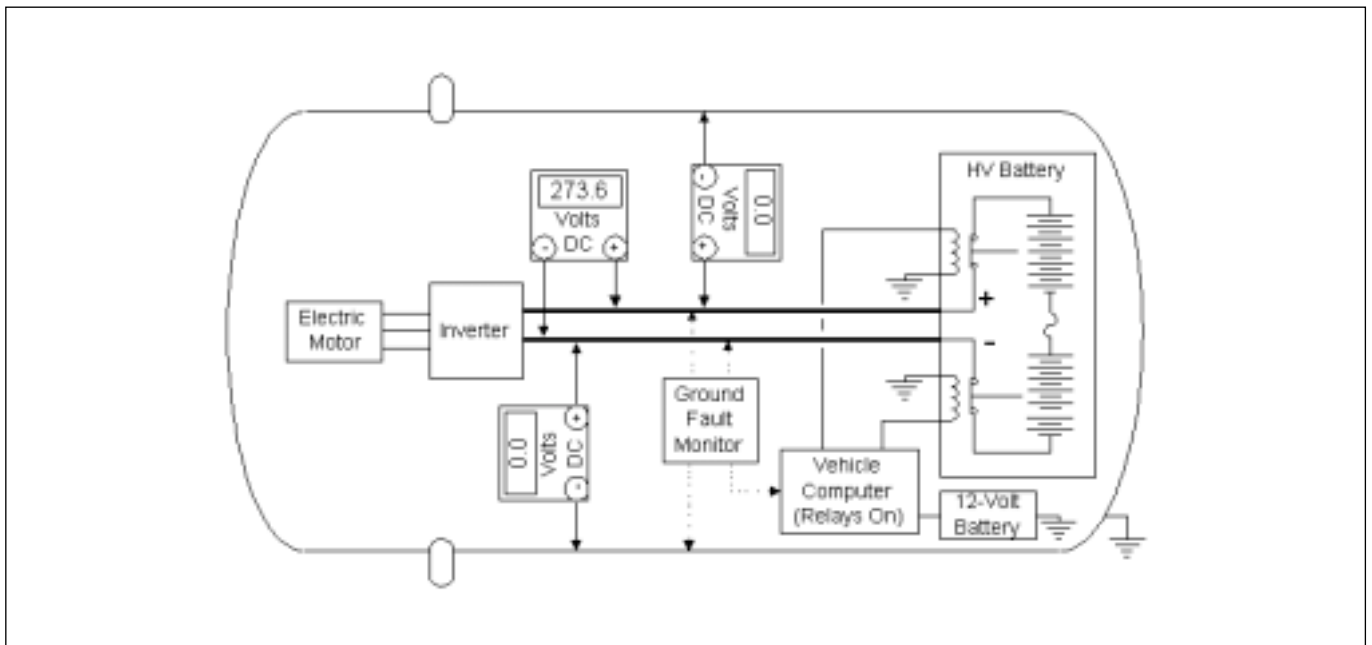 273.6
Volts
- DC +
-
DC
+
Volts
0.0
HV Battery
+
-
Electric
Motor
Inverter
0.0
Volts
DC
+
-
Ground
Fault
Monitor
Vehicle
Computer
(Relays On)
12-Volt
Battery